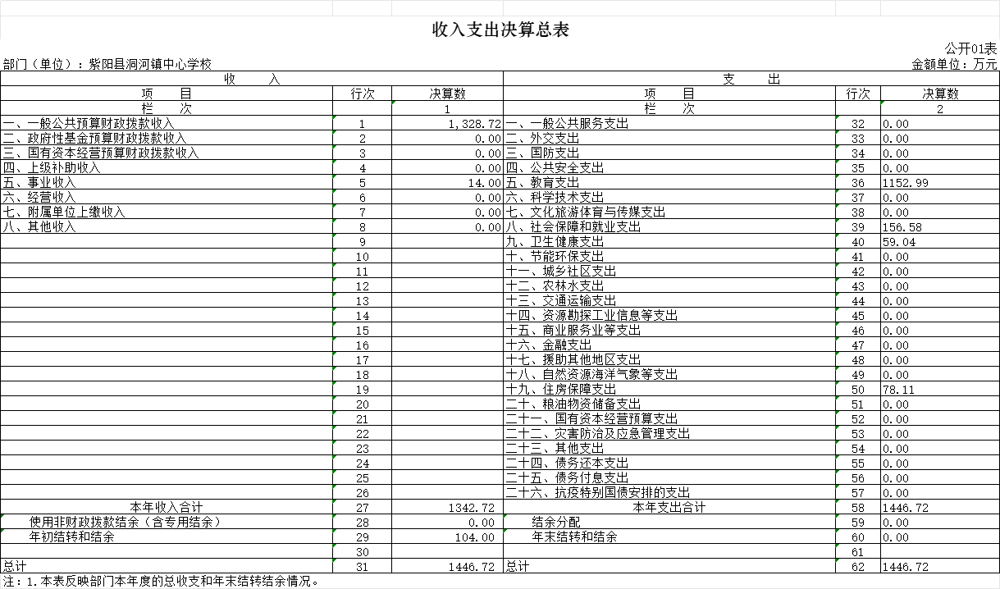 收入支出决算总表
公开01表
部门（单位）：紫阳县洞河镇中心学校 金额单位：万元
收 入 支 出
项 目 行次 决算数 项 目 行次 决算数
栏 次 1 栏 次 2
一、一般公共预算财政拨款收入 1 1,328.72 一、一般公共服务支出 32 0.00
二、政府性基金预算财政拨款收入 2 0.00 二、外交支出 33 0.00
三、国有资本经营预算财政拨款收入 3 0.00 三、国防支出 34 0.00
四、上级补助收入 4 0.00 四、公共安全支出 35 0.00
五、事业收入 5 14.00 五、教育支出 36 1152.99
六、经营收入 6 0.00 六、科学技术支出 37 0.00
七、附属单位上缴收入 7 0.00 七、文化旅游体育与传媒支出 38 0.00
八、其他收入 8 0.00 八、社会保障和就业支出 39 156.58
9 九、卫生健康支出 40 59.04
10 十、节能环保支出 41 0.00
11 十一、城乡社区支出 42 0.00
12 十二、农林水支出 43 0.00
13 十三、交通运输支出 44 0.00
14 十四、资源勘探工业信息等支出 45 0.00
15 十五、商业服务业等支出 46 0.00
16 十六、金融支出 47 0.00
17 十七、援助其他地区支出 48 0.00
18 十八、自然资源海洋气象等支出 49 0.00
19 十九、住房保障支出 50 78.11
20 二十、粮油物资储备支出 51 0.00
21 二十一、国有资本经营预算支出 52 0.00
22 二十二、灾害防治及应急管理支出 53 0.00
23 二十三、其他支出 54 0.00
24 二十四、债务还本支出 55 0.00
25 二十五、债务付息支出 56 0.00
26 二十六、抗疫特别国债安排的支出 57 0.00
本年收入合计 27 1342.72 本年支出合计 58 1446.72
使用非财政拨款结余（含专用结余） 28 0.00 结余分配 59 0.00
年初结转和结余 29 104.00 年末结转和结余 60 0.00
30 61
总计 31 1446.72 总计 62 1446.72
注：1.本表反映部门本年度的总收支和年末结转结余情况。